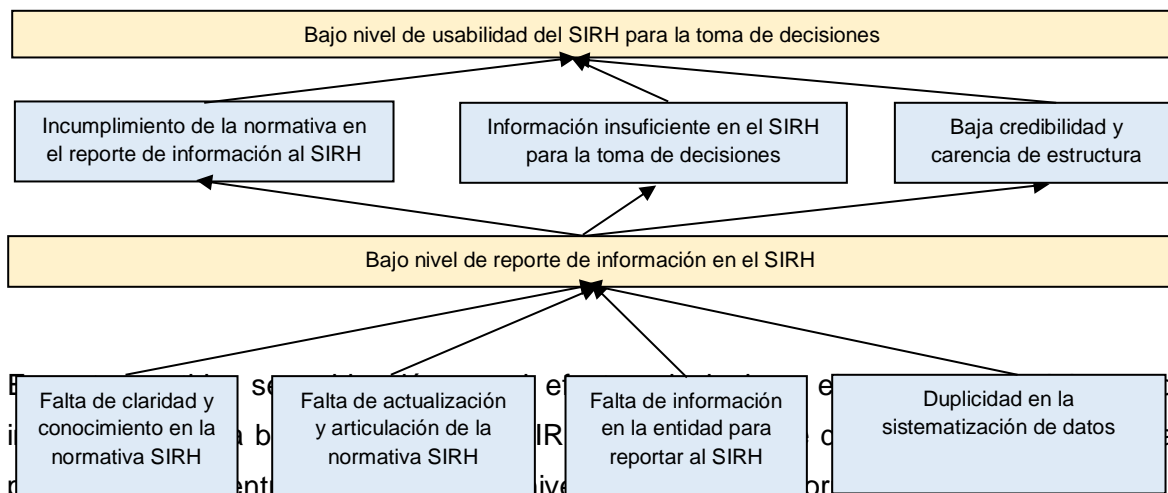 Bajo nivel de usabilidad del SIRH para la toma de decisiones
Incumplimiento de la normativa en
el reporte de información al SIRH
Información insuficiente en el SIRH
para la toma de decisiones
Baja credibilidad y
carencia de estructura
Bajo nivel de reporte de información en el SIRH
Falta de claridad y
conocimiento en la
normativa SIRH
Falta de actualización
y articulación de la
normativa SIRH
Falta de información
en la entidad para
reportar al SIRH
Duplicidad en la
sistematización de datos